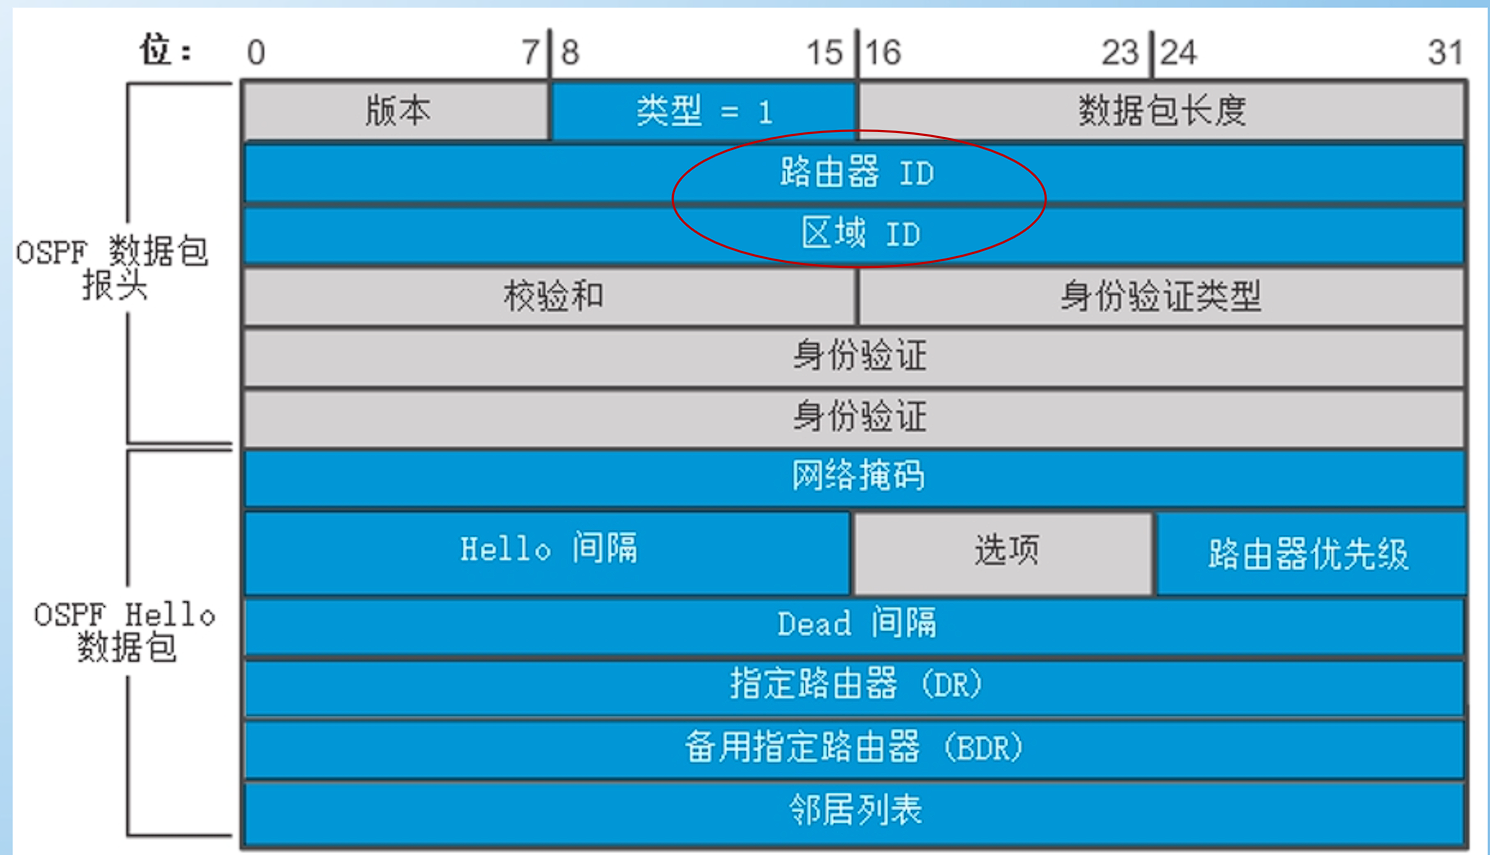 位： 0 7 8 15 16 23 24 31
版本 类型 = 1 数据包长度
路由器 ID
区域 ID
OSPF 数据包
报头
校验和 身份验证类型
身份验证
身份验证
网络掩码
Hello 间隔 选项 路由器优先级
OSPF Hello
数据包
Dead 间隔
指定路由器 (DR)
备用指定路由器 (BDR)
邻居列表